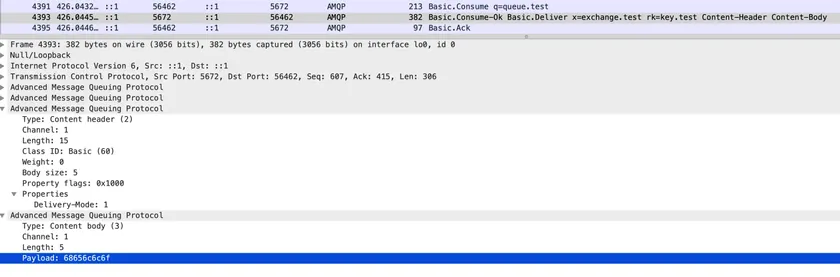 4391 426.0432… ::1 56462 ::1 5672 AMQP 213 Basic.Consume q=queue.test
4393 426.0445… ::1 5672 ::1 56462 AMQP 382 Basic.Consume-Ok Basic.Deliver x=exchange.test rk=key.test Content-Header Content-Body
4395 426.0446… ::1 56462 ::1 5672 AMQP 97 Basic.Ack
Frame 4393: 382 bytes on wire (3056 bits), 382 bytes captured (3056 bits) on interface lo0, id 0
Null/Loopback
Internet Protocol Version 6, Src: ::1, Dst: ::1
Transmission Control Protocol, Src Port: 5672, Dst Port: 56462, Seq: 607, Ack: 415, Len: 306
Advanced Message Queuing Protocol
Advanced Message Queuing Protocol
Advanced Message Queuing Protocol
Type: Content header (2)
Channel: 1
Length: 15
Class ID: Basic (60)
Weight: 0
Body size: 5
Property flags: 0x1000
Properties
Delivery-Mode: 1
Advanced Message Queuing Protocol
Type: Content body (3)
Channel: 1
Length: 5
Payload: 68656c6c6f